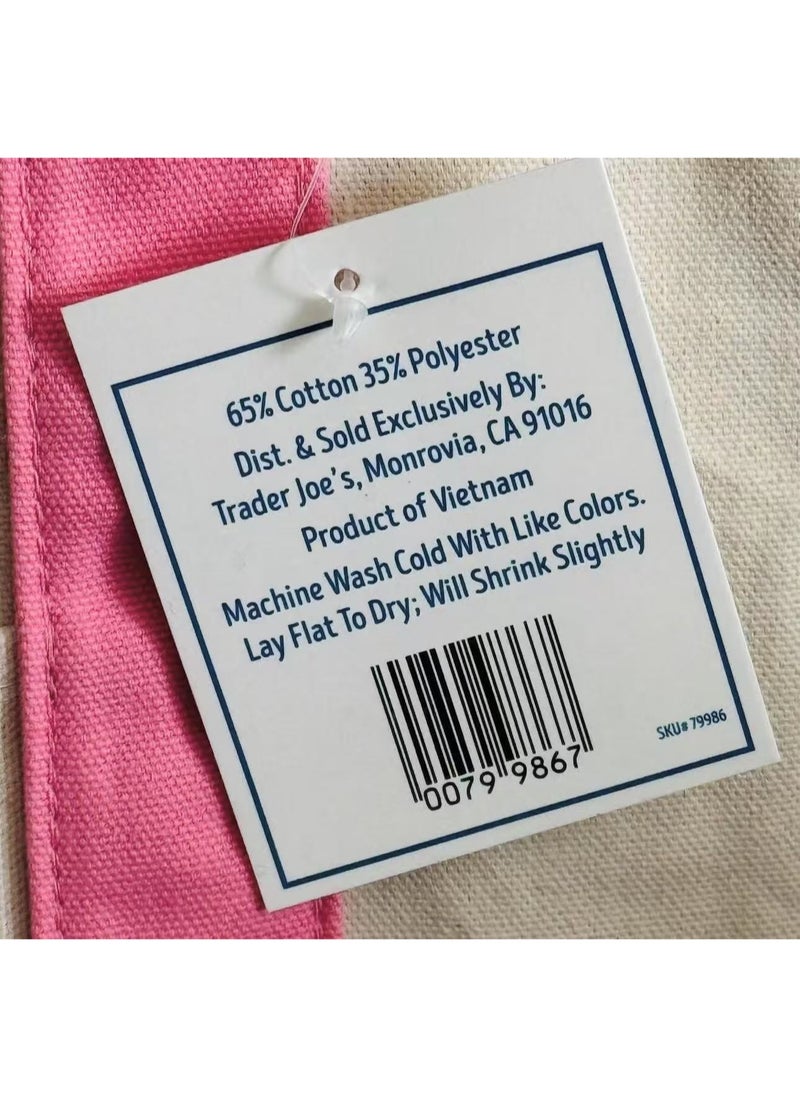 65% Cotton 35% Polyester
Dist. & Sold Exclusively By:
Trader Joe's, Monrovia, CA 91016
Product of Vietnam
Machine Wash Cold With Like Colors.
Lay Flat To Dry; Will Shrink Slightly
SKU# 79986
0079 9867